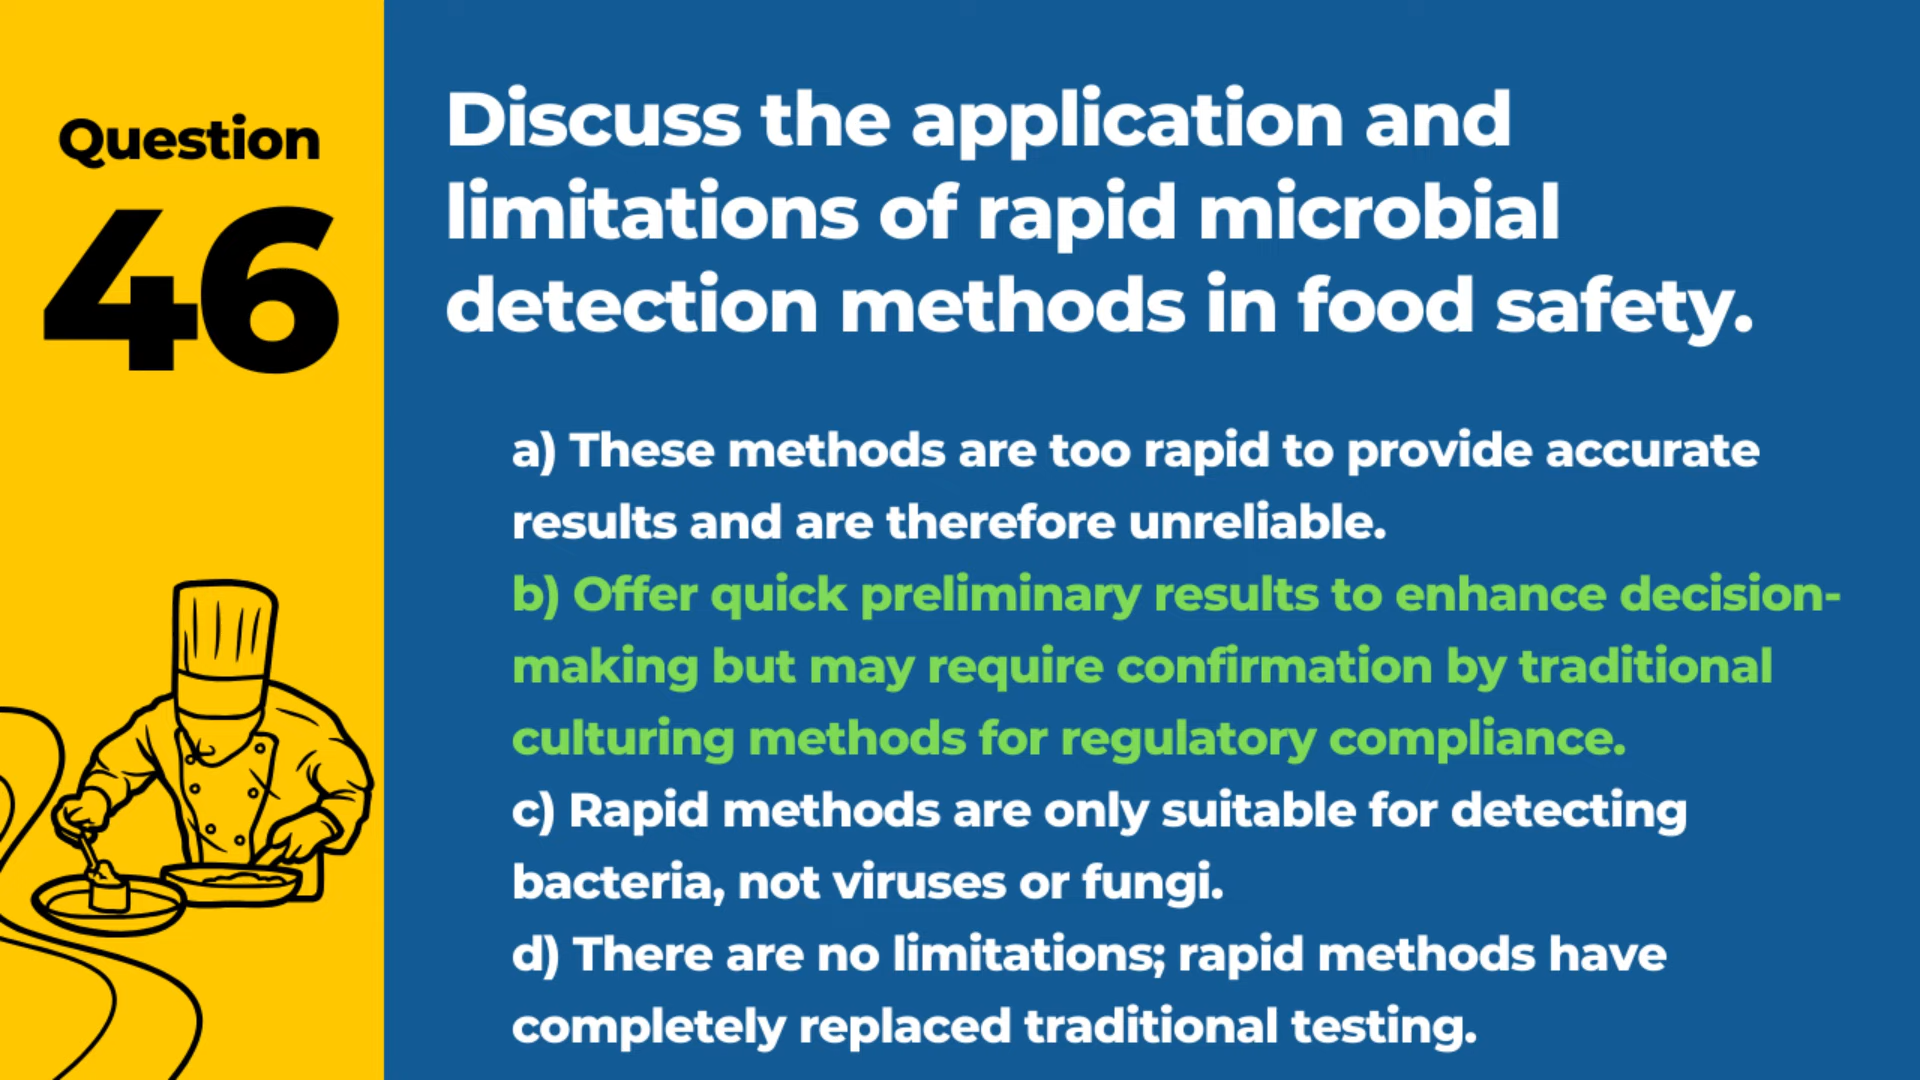 Question
46
Discuss the application and
limitations of rapid microbial
detection methods in food safety.
a) These methods are too rapid to provide accurate
results and are therefore unreliable.
b) Offer quick preliminary results to enhance decision-
making but may require confirmation by traditional
culturing methods for regulatory compliance.
c) Rapid methods are only suitable for detecting
bacteria, not viruses or fungi.
d) There are no limitations; rapid methods have
completely replaced traditional testing.